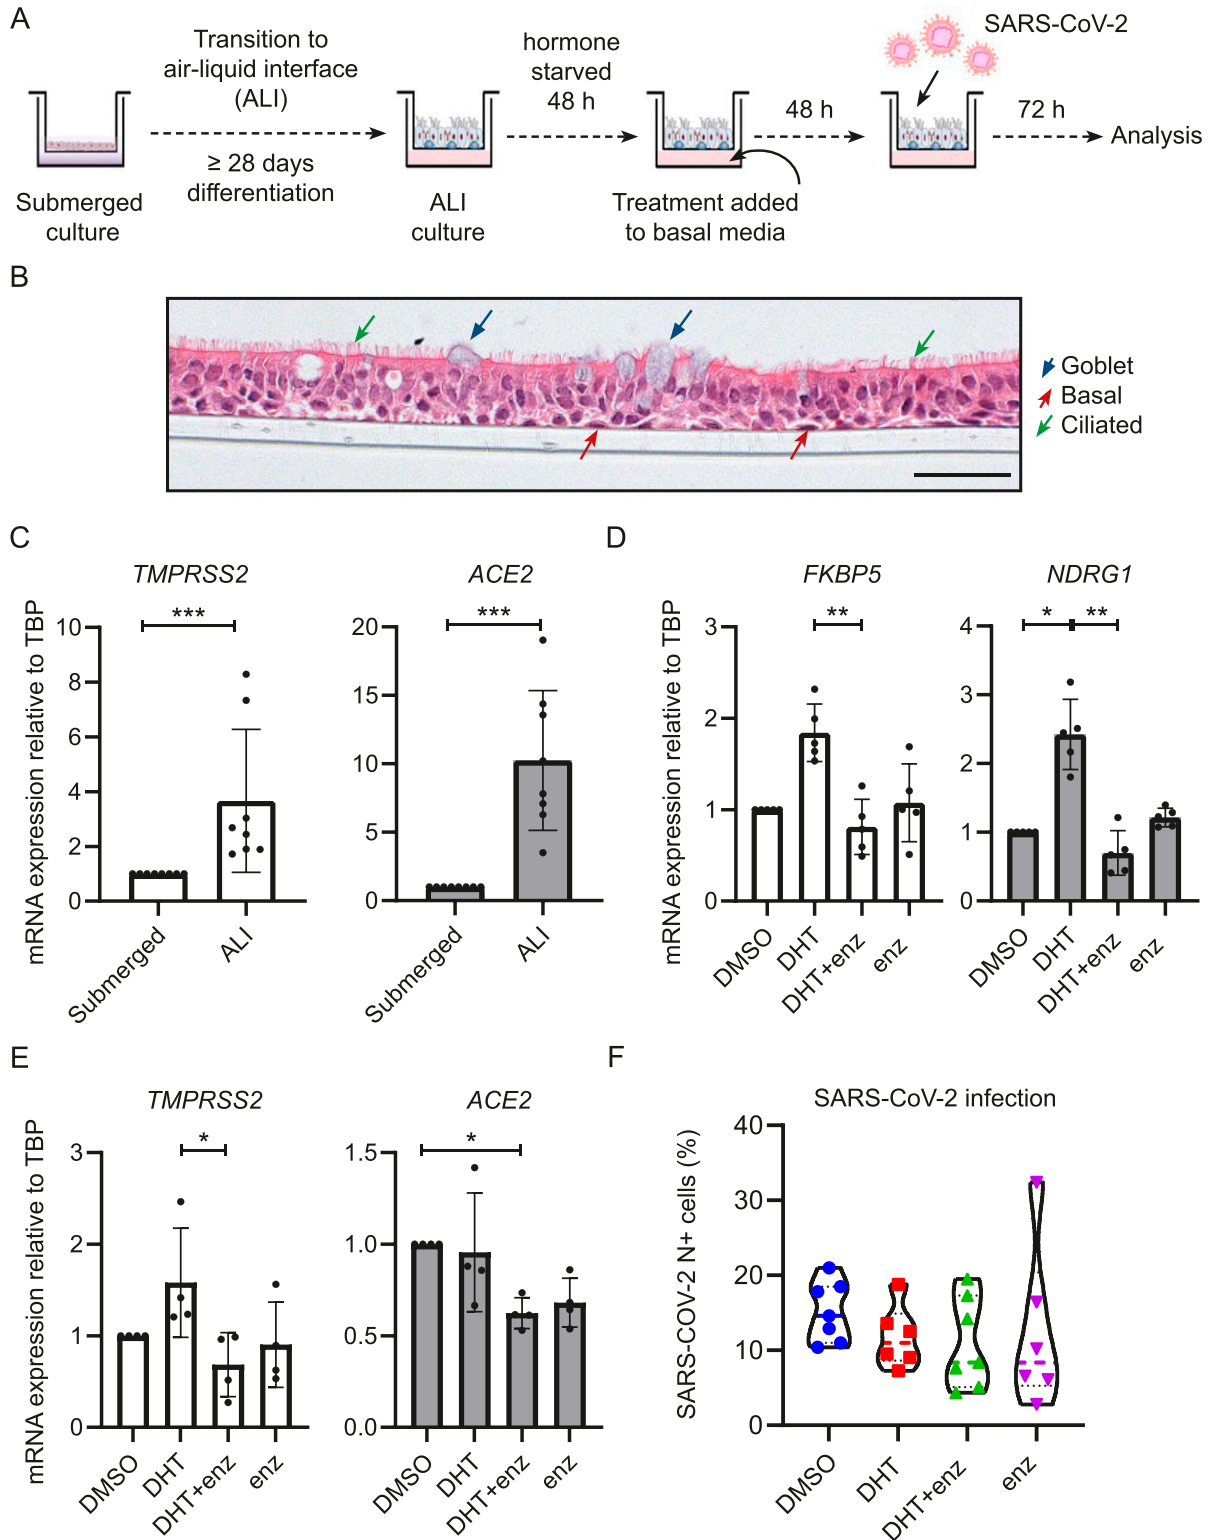 A
Transition to
air-liquid interface
(ALI)
≥ 28 days
differentiation
hormone
starved
48 h
48 h
SARS-CoV-2
72 h
Analysis
Submerged
culture
ALI
culture
Treatment added
to basal media
B
Goblet
Basal
Ciliated
C
TMPRSS2
***
mRNA expression relative to TBP
10
8
6
4
2
0
Submerged
ALI
ACE2
***
20
15
10
5
0
Submerged
ALI
D
FKBP5
**
mRNA expression relative to TBP
3
2
1
0
DMSO
DHT
DHT+enz
enz
NDRG1
*
**
4
3
2
1
0
DMSO
DHT
DHT+enz
enz
E
TMPRSS2
*
mRNA expression relative to TBP
3
2
1
0
DMSO
DHT
DHT+enz
enz
ACE2
*
1.5
1.0
0.5
0.0
DMSO
DHT
DHT+enz
enz
F
SARS-CoV-2 infection
SARS-COV-2 N+ cells (%)
40
30
20
10
0
DMSO
DHT
DHT+enz
enz